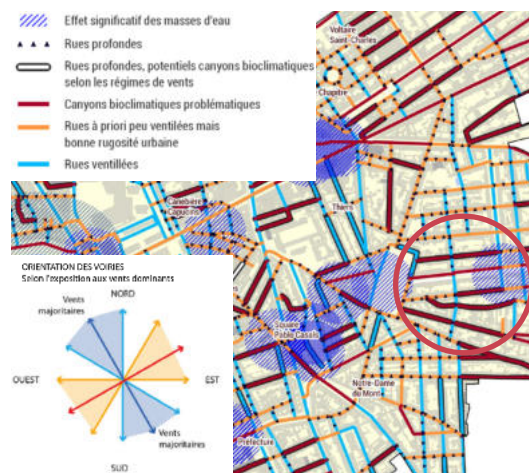 Effet significatif des masses d'eau
Rues profondes
Rues profondes, potentiels canyons bioclimatiques
selon les régimes de vents
Canyons bioclimatiques problématiques
Rues à priori peu ventilées mais
bonne rugosité urbaine
Rues ventillées
Voltaire
Saint-Charles
Chapitre
Thiers
Canebière
Capucins
Square
Pablo Casals
Notre-Dame
du Mont
Préfecture
ORIENTATION DES VOIRIES
Selon l'exposition aux vents dominants
NORD
Vents
majoritaires
OUEST
EST
Vents
majoritaires
SUD